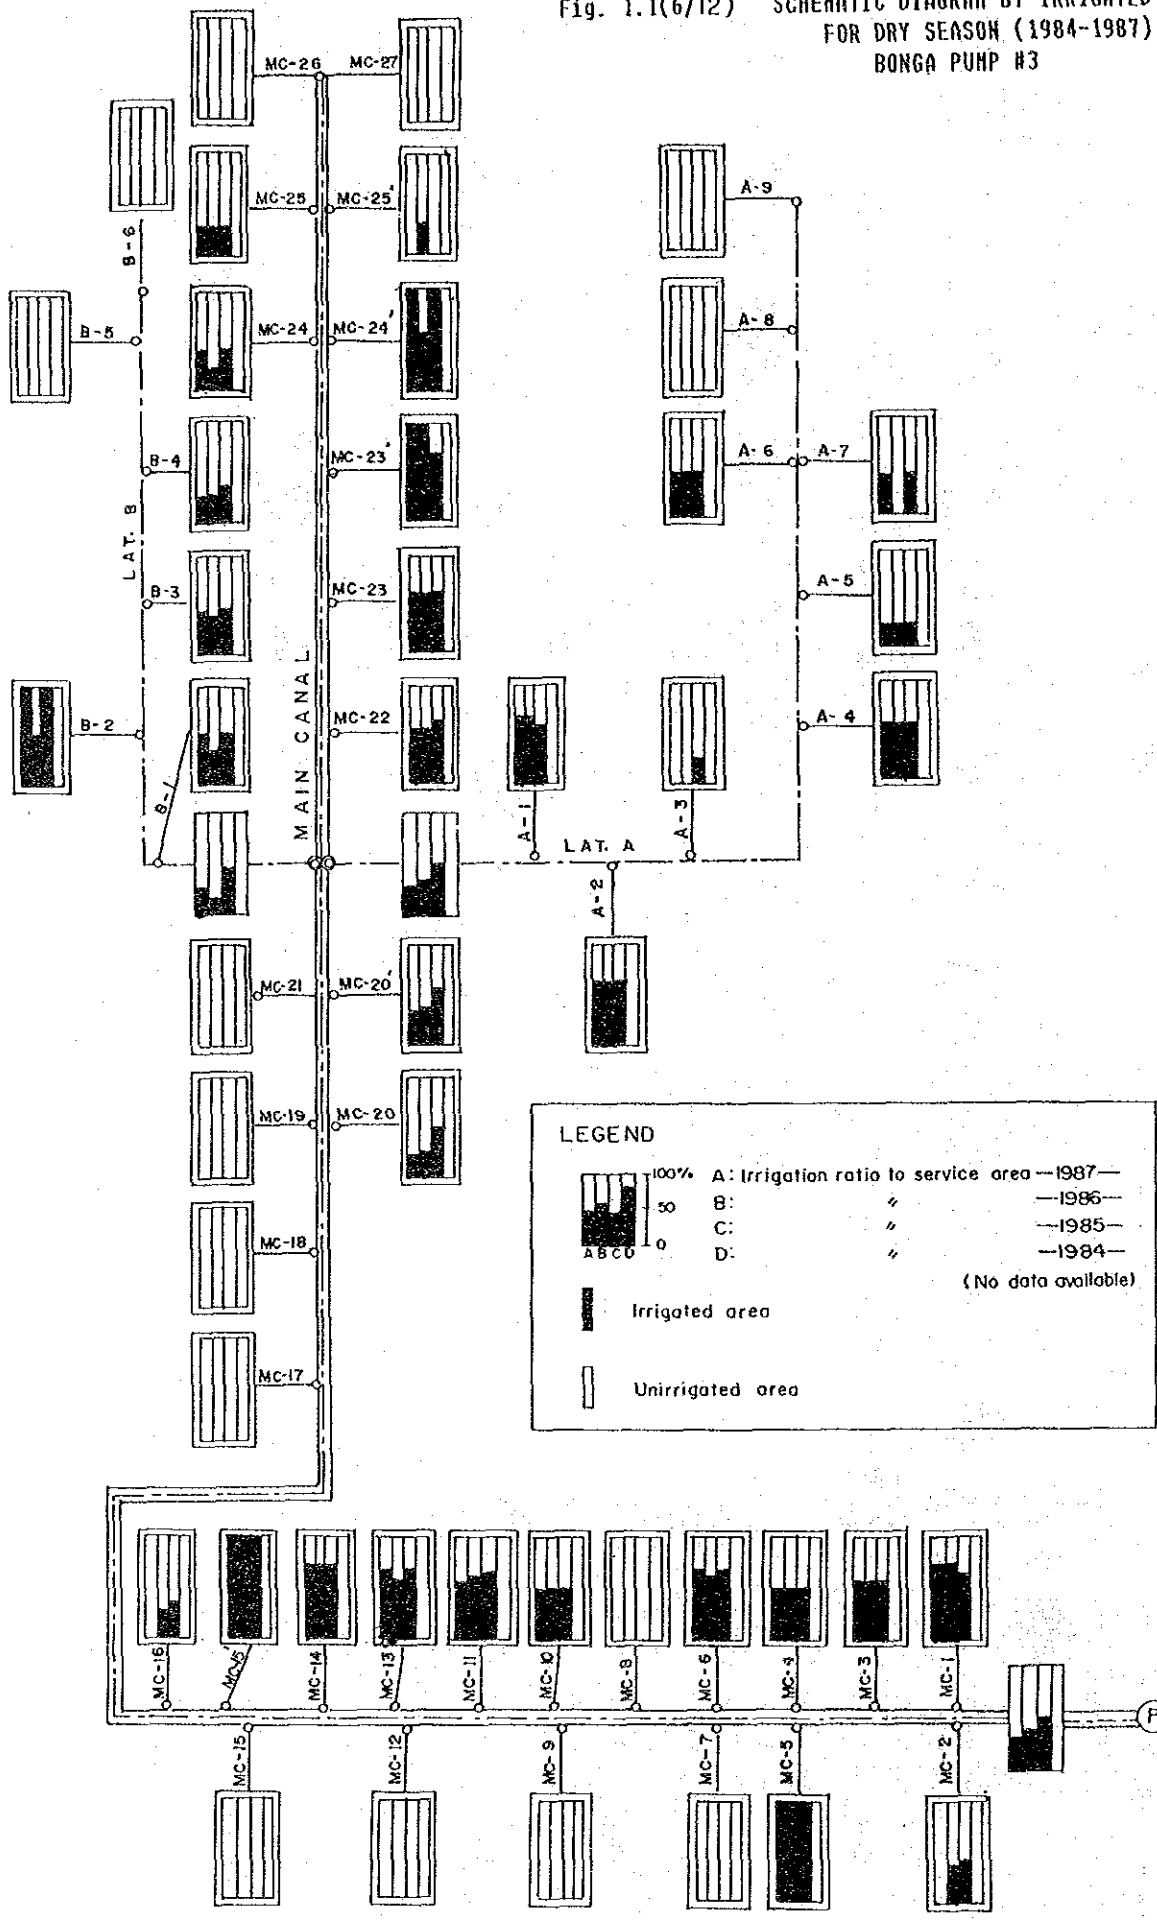 Fig. 1.1(6/12) SCHEMATIC DIAGRAM BY IRRIGATED
FOR DRY SEASON (1984-1987)
BONGA PUMP #3
MC-26 MC-27
MC-25 MC-25'
A-9
B-6
B-5
MC-24 MC-24'
A-8
B-4
MC-23'
A-6 A-7
LAT. B
B-3
MC-23
A-5
MAIN CANAL
B-2
MC-22
A-4
B-1
A-1
A-3
LAT. A
A-2
MC-21 MC-20'
MC-19 MC-20
MC-18
MC-17
LEGEND
100% A: Irrigation ratio to service area —1987—
50 B: 〃 —1986—
C: 〃 —1985—
0 D: 〃 —1984—
A B C D
(No data available)
Irrigated area
Unirrigated area
MC-16 MC-15' MC-14 MC-13 MC-11 MC-10 MC-8 MC-6 MC-4 MC-3 MC-1
P
MC-15 MC-12 MC-9 MC-7 MC-5 MC-2